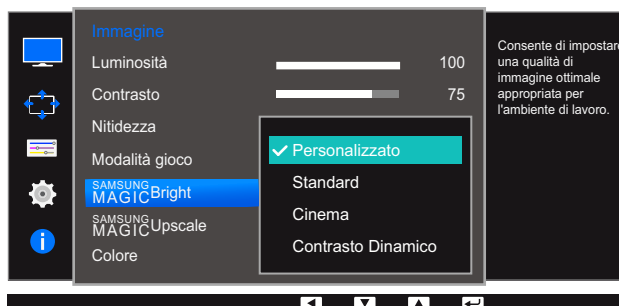 Immagine
Luminosità 100
Contrasto 75
Nitidezza
Modalità gioco
SAMSUNG MAGIC Bright
SAMSUNG MAGIC Upscale
Colore
Personalizzato
Standard
Cinema
Contrasto Dinamico
Consente di impostare
una qualità di
immagine ottimale
appropriata per
l'ambiente di lavoro.